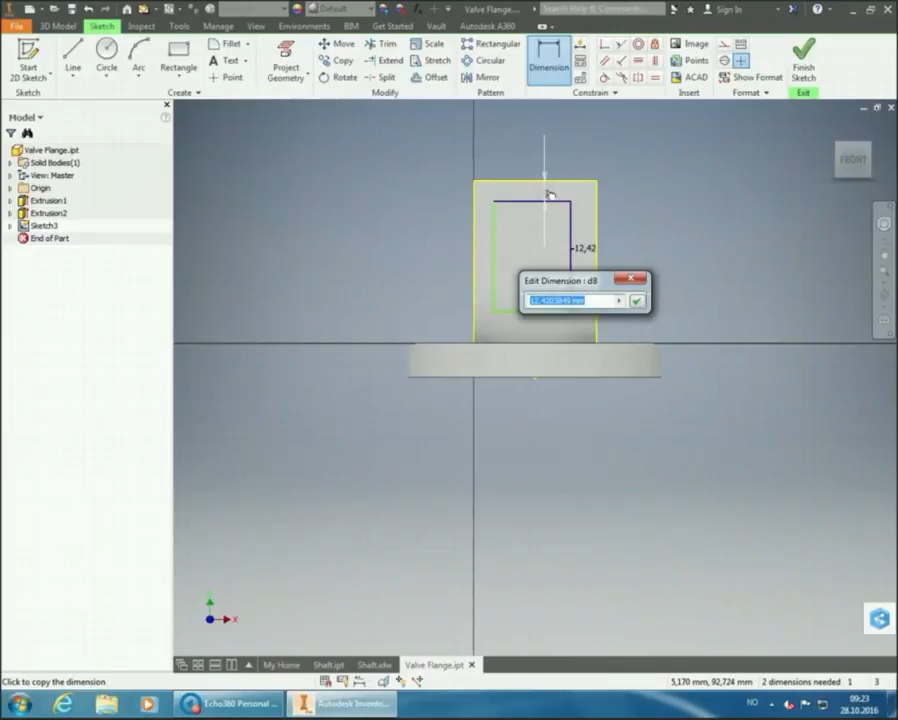 Default
Valve Flange...
Search Help & Commands...
Sign In
File
3D Model
Sketch
Inspect
Tools
Manage
View
Environments
BIM
Get Started
Vault
Autodesk A360
Start
2D Sketch
Line
Circle
Arc
Rectangle
Fillet
Text
Point
Project
Geometry
Move
Copy
Rotate
Trim
Extend
Split
Scale
Stretch
Offset
Rectangular
Circular
Mirror
Dimension
Image
Points
ACAD
Show Format
Finish
Sketch
Sketch
Create
Modify
Pattern
Constrain
Insert
Format
Exit
Model
Valve Flange.ipt
Solid Bodies(1)
View: Master
Origin
Extrusion1
Extrusion2
Sketch3
End of Part
FRONT
12,42
Edit Dimension : d8
12,4203849 mm
X
My Home
Shaft.ipt
Shaft.idw
Valve Flange.ipt
Click to copy the dimension
5,170 mm, 92,724 mm
2 dimensions needed
1
3
Echo360 Personal ...
Autodesk Invento...
NO
09:23
28.10.2016